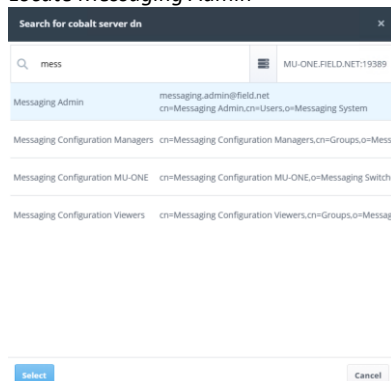 Locate Messaging Admin
Search for cobalt server dn ×
mess MU-ONE.FIELD.NET:19389
Messaging Admin messaging.admin@field.net
cn=Messaging Admin,cn=Users,o=Messaging System
Messaging Configuration Managers cn=Messaging Configuration Managers,cn=Groups,o=Mess
Messaging Configuration MU-ONE cn=Messaging Configuration MU-ONE,o=Messaging Switch
Messaging Configuration Viewers cn=Messaging Configuration Viewers,cn=Groups,o=Messag
Select Cancel